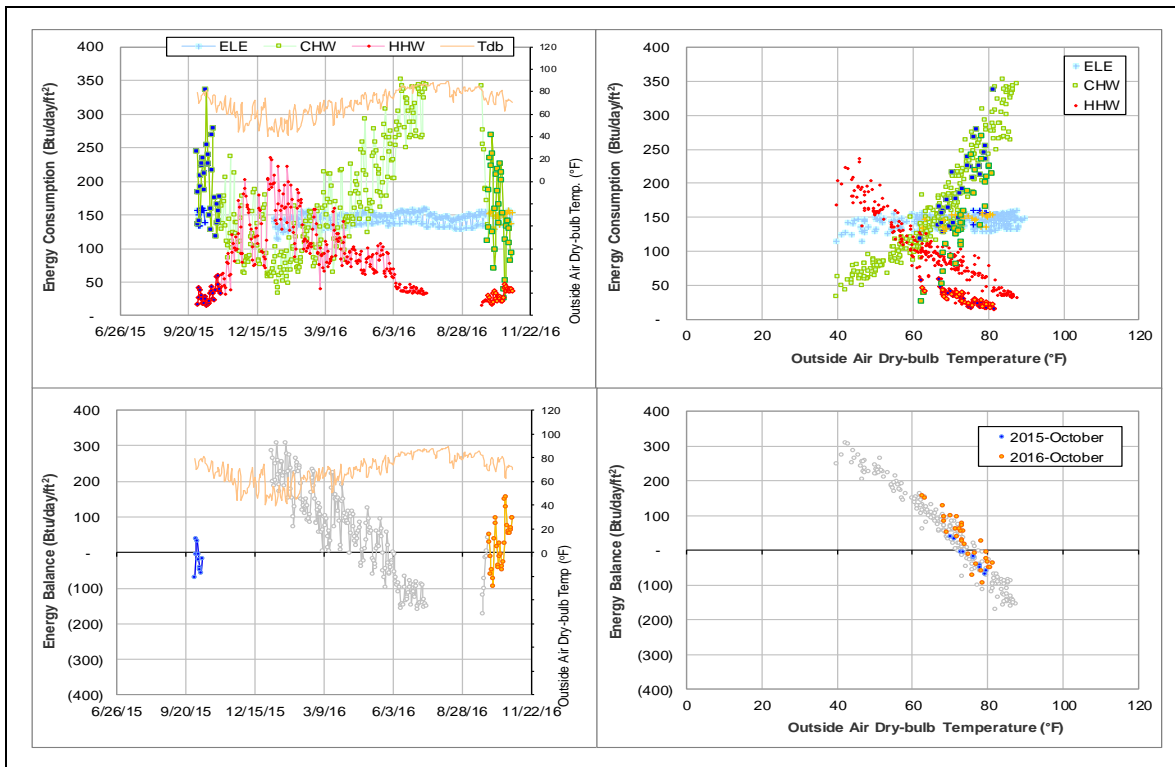 ELE CHW HHW Tdb
Energy Consumption (Btu/day/ft²)
400
350
300
250
200
150
100
50
-
120
100
80
60
40
20
0
Outside Air Dry-bulb Temp. (°F)
6/26/15 9/20/15 12/15/15 3/9/16 6/3/16 8/28/16 11/22/16
ELE
CHW
HHW
Energy Consumption (Btu/day/ft²)
400
350
300
250
200
150
100
50
-
0 20 40 60 80 100 120
Outside Air Dry-bulb Temperature (°F)
Energy Balance (Btu/day/ft²)
400
300
200
100
-
(100)
(200)
(300)
(400)
120
100
80
60
40
20
0
Outside Air Dry-bulb Temp (°F)
6/26/15 9/20/15 12/15/15 3/9/16 6/3/16 8/28/16 11/22/16
2015-October
2016-October
Energy Balance (Btu/day/ft²)
400
300
200
100
-
(100)
(200)
(300)
(400)
0 20 40 60 80 100 120
Outside Air Dry-bulb Temperature (°F)